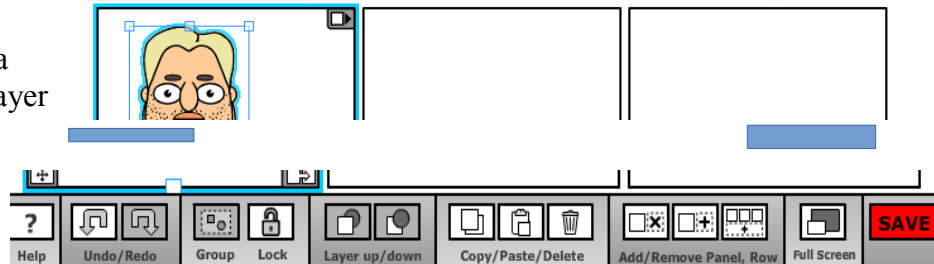 a
ayer
?
Help
Undo/Redo
Group
Lock
Layer up/down
Copy/Paste/Delete
Add/Remove Panel, Row
Full Screen
SAVE